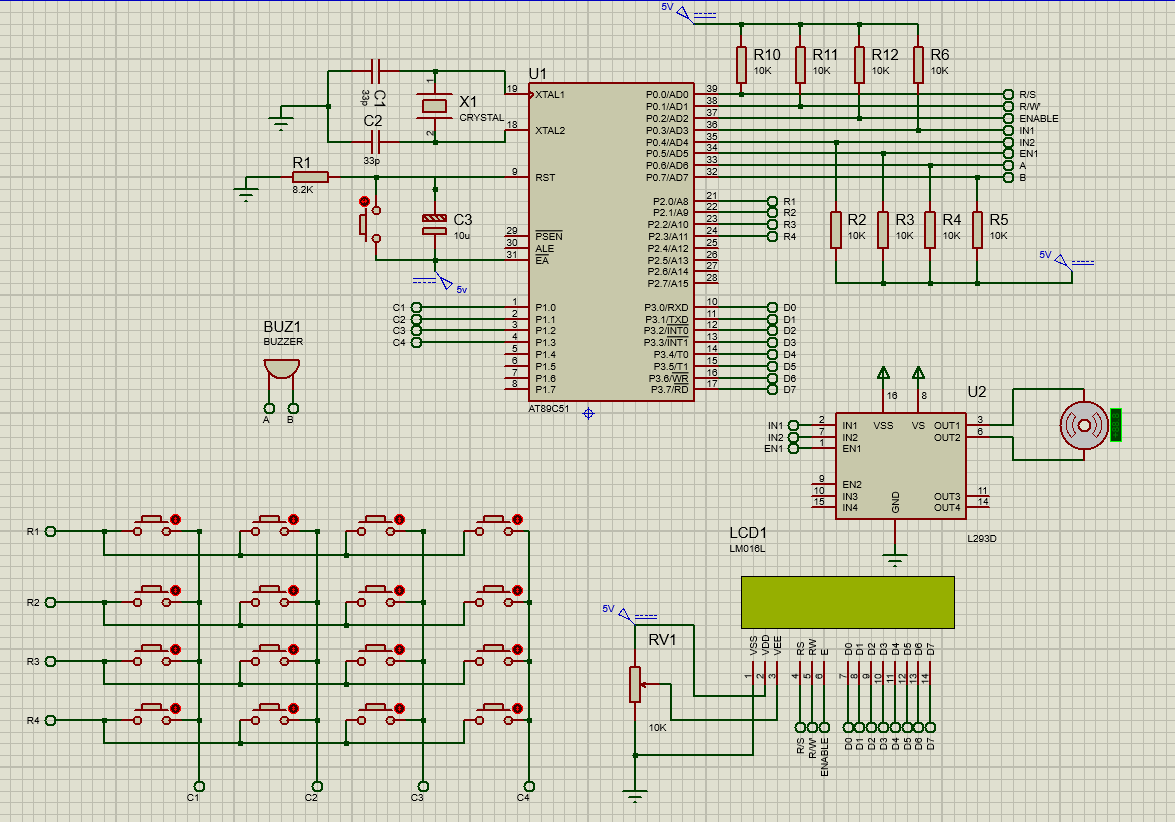 5V
R10
10K
R11
10K
R12
10K
R6
10K
C1
33p
C2
33p
1
X1
CRYSTAL
2
R1
8.2K
C3
10u
5v
U1
19 XTAL1
18 XTAL2
9 RST
29 PSEN
30 ALE
31 EA
C1 1 P1.0
C2 2 P1.1
C3 3 P1.2
C4 4 P1.3
5 P1.4
6 P1.5
7 P1.6
8 P1.7
P0.0/AD0 39 R/S
P0.1/AD1 38 R/W
P0.2/AD2 37 ENABLE
P0.3/AD3 36 IN1
P0.4/AD4 35 IN2
P0.5/AD5 34 EN1
P0.6/AD6 33 A
P0.7/AD7 32 B
P2.0/A8 21 R1
P2.1/A9 22 R2
P2.2/A10 23 R3
P2.3/A11 24 R4
P2.4/A12 25
P2.5/A13 26
P2.6/A14 27
P2.7/A15 28
P3.0/RXD 10 D0
P3.1/TXD 11 D1
P3.2/INT0 12 D2
P3.3/INT1 13 D3
P3.4/T0 14 D4
P3.5/T1 15 D5
P3.6/WR 16 D6
P3.7/RD 17 D7
AT89C51
R2
10K
R3
10K
R4
10K
R5
10K
5V
BUZ1
BUZZER
A B
U2
16 8
VSS VS
IN1 2 IN1
IN2 7 IN2
EN1 1 EN1
9 EN2
10 IN3
15 IN4
OUT1 3
OUT2 6
OUT3 11
OUT4 14
GND
L293D
R1
R2
R3
R4
C1 C2 C3 C4
LCD1
LM016L
5V
RV1
10K
VSS VDD VEE RS RW E D0 D1 D2 D3 D4 D5 D6 D7
1 2 3 4 5 6 7 8 9 10 11 12 13 14
R/S R/W ENABLE D0 D1 D2 D3 D4 D5 D6 D7